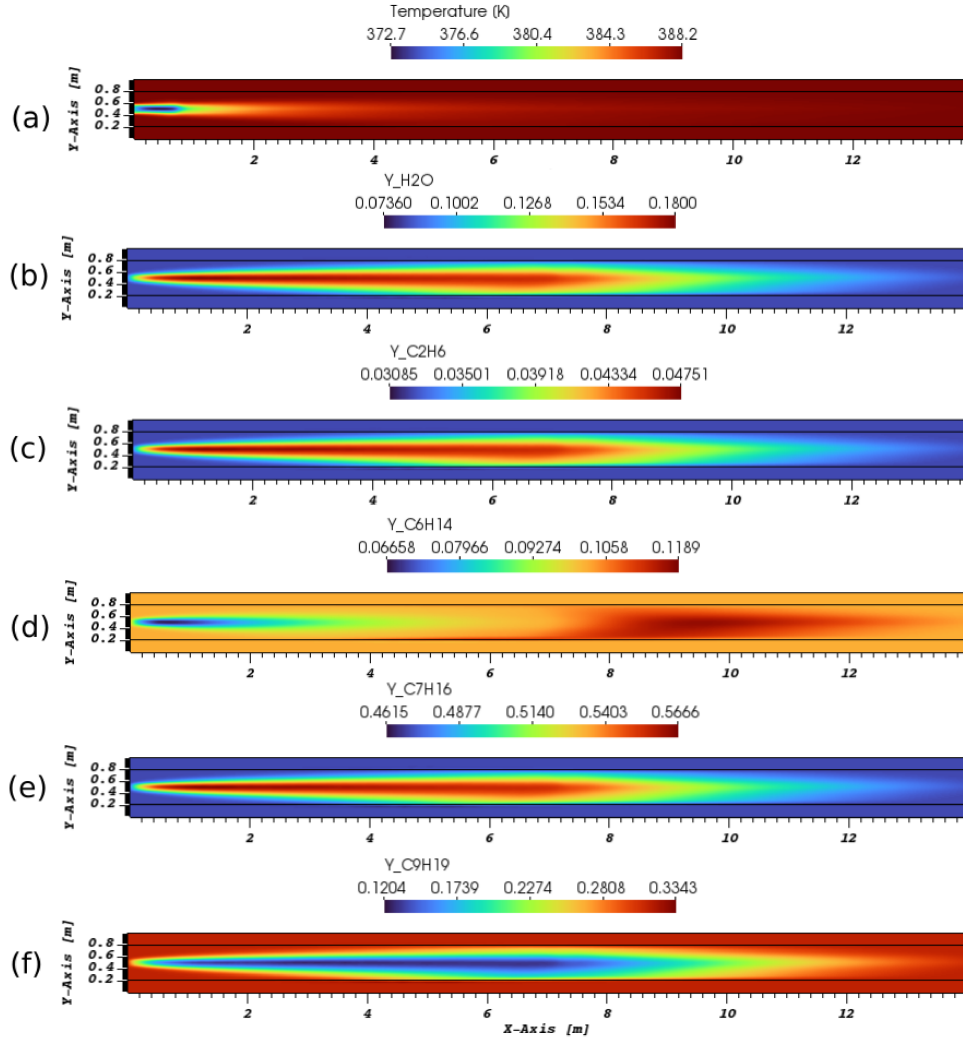 Temperature [K]
372.7 376.6 380.4 384.3 388.2
(a)
Y-Axis [m]
0.8
0.6
0.4
0.2
2 4 6 8 10 12
Y_H2O
0.07360 0.1002 0.1268 0.1534 0.1800
(b)
Y-Axis [m]
0.8
0.6
0.4
0.2
2 4 6 8 10 12
Y_C2H6
0.03085 0.03501 0.03918 0.04334 0.04751
(c)
Y-Axis [m]
0.8
0.6
0.4
0.2
2 4 6 8 10 12
Y_C6H14
0.06658 0.07966 0.09274 0.1058 0.1189
(d)
Y-Axis [m]
0.8
0.6
0.4
0.2
2 4 6 8 10 12
Y_C7H16
0.4615 0.4877 0.5140 0.5403 0.5666
(e)
Y-Axis [m]
0.8
0.6
0.4
0.2
2 4 6 8 10 12
Y_C9H19
0.1204 0.1739 0.2274 0.2808 0.3343
(f)
Y-Axis [m]
0.8
0.6
0.4
0.2
2 4 6 8 10 12
X-Axis [m]